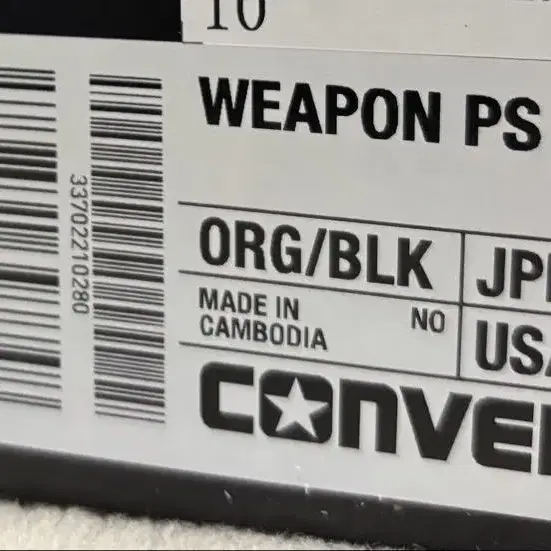 10
WEAPON PS
ORG/BLK
JP
MADE IN
CAMBODIA
NO
US
CONVE
33702210280